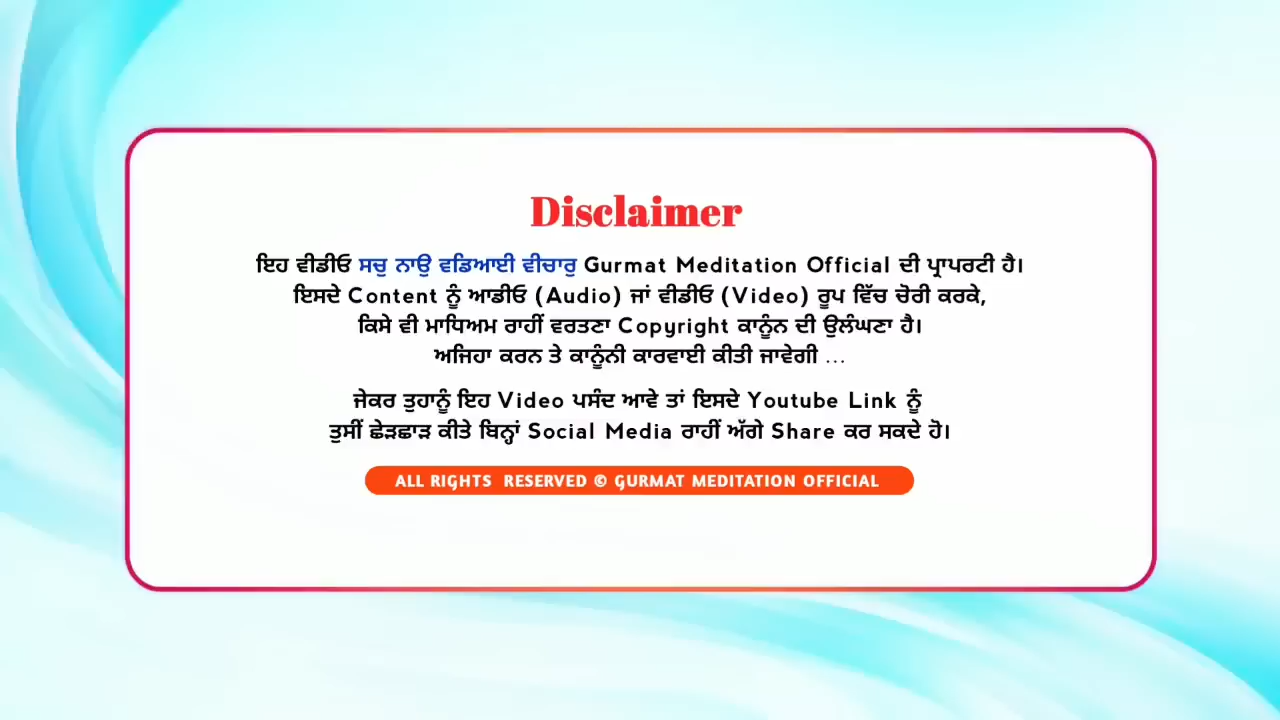 Disclaimer
ਇਹ ਵੀਡੀਓ ਸਚੁ ਨਾਉ ਵਡਿਆਈ ਵੀਚਾਰੁ Gurmat Meditation Official ਦੀ ਪ੍ਰਾਪਰਟੀ ਹੈ।
ਇਸਦੇ Content ਨੂੰ ਆਡੀਓ (Audio) ਜਾਂ ਵੀਡੀਓ (Video) ਰੂਪ ਵਿੱਚ ਚੋਰੀ ਕਰਕੇ,
ਕਿਸੇ ਵੀ ਮਾਧਿਅਮ ਰਾਹੀਂ ਵਰਤਣਾ Copyright ਕਾਨੂੰਨ ਦੀ ਉਲੰਘਣਾ ਹੈ।
ਅਜਿਹਾ ਕਰਨ ਤੇ ਕਾਨੂੰਨੀ ਕਾਰਵਾਈ ਕੀਤੀ ਜਾਵੇਗੀ ...
ਜੇਕਰ ਤੁਹਾਨੂੰ ਇਹ Video ਪਸੰਦ ਆਵੇ ਤਾਂ ਇਸਦੇ Youtube Link ਨੂੰ
ਤੁਸੀਂ ਛੇੜਛਾੜ ਕੀਤੇ ਬਿਨ੍ਹਾਂ Social Media ਰਾਹੀਂ ਅੱਗੇ Share ਕਰ ਸਕਦੇ ਹੋ।
ALL RIGHTS RESERVED © GURMAT MEDITATION OFFICIAL